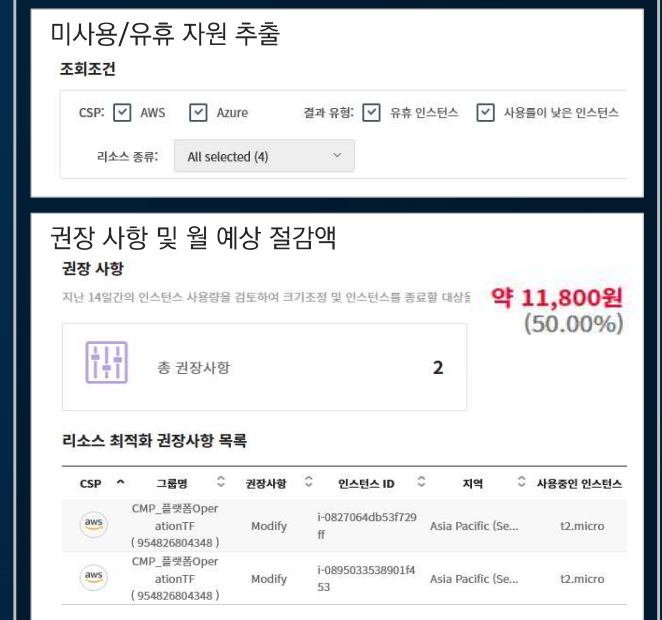 미사용/유휴 자원 추출
조회조건
CSP: AWS Azure 결과 유형: 유휴 인스턴스 사용률이 낮은 인스턴스
리소스 종류: All selected (4)
권장 사항 및 월 예상 절감액
권장 사항
지난 14일간의 인스턴스 사용량을 검토하여 크기조정 및 인스턴스를 종료할 대상을
약 11,800원
(50.00%)
총 권장사항 2
리소스 최적화 권장사항 목록
CSP 그룹명 권장사항 인스턴스 ID 지역 사용중인 인스턴스
CMP_플랫폼Oper
aws ationTF Modify i-0827064db53f729 Asia Pacific (Se... t2.micro
ff
( 954826804348 )
CMP_플랫폼Oper
aws ationTF Modify i-0895033538901f4 Asia Pacific (Se... t2.micro
53
( 954826804348 )